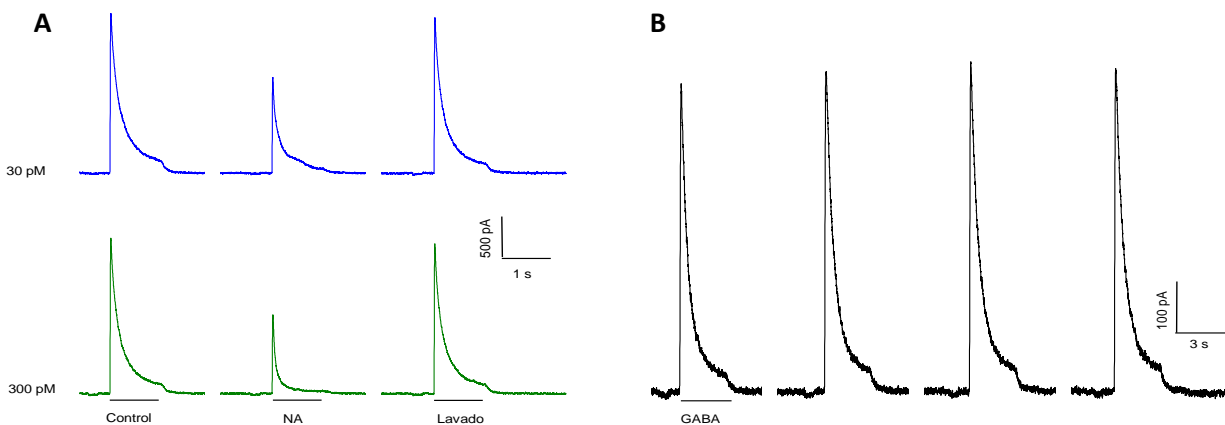 A
B
30 pM
500 pA
1 s
100 pA
3 s
300 pM
Control
NA
Lavado
GABA